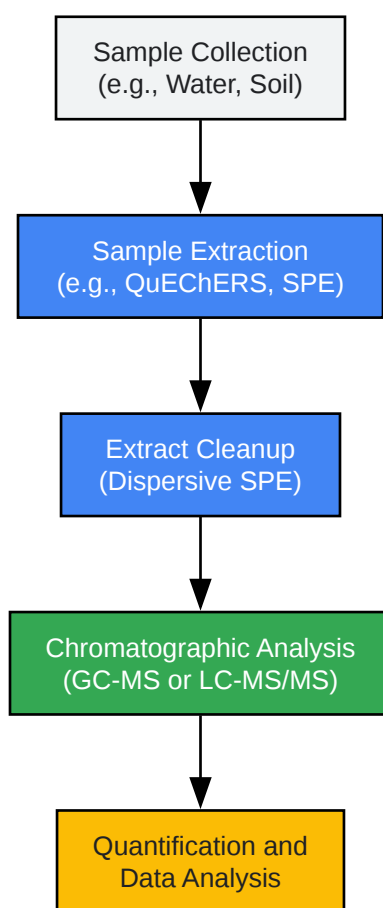 Sample Collection
(e.g., Water, Soil)
Sample Extraction
(e.g., QuEChERS, SPE)
Extract Cleanup
(Dispersive SPE)
Chromatographic Analysis
(GC-MS or LC-MS/MS)
Quantification and
Data Analysis